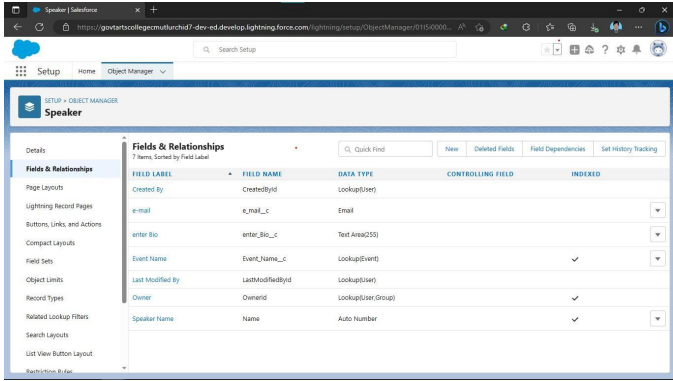 Speaker | Salesforce
https://govtartscollegecmutlurchid7-dev-ed.develop.lightning.force.com/lightning/setup/ObjectManager/01I5i0000...
Search Setup
Setup Home Object Manager
SETUP > OBJECT MANAGER
Speaker
Details
Fields & Relationships
Page Layouts
Lightning Record Pages
Buttons, Links, and Actions
Compact Layouts
Field Sets
Object Limits
Record Types
Related Lookup Filters
Search Layouts
List View Button Layout
Restriction Rules
Fields & Relationships
7 Items, Sorted by Field Label
Quick Find New Deleted Fields Field Dependencies Set History Tracking
FIELD LABEL FIELD NAME DATA TYPE CONTROLLING FIELD INDEXED
Created By CreatedById Lookup(User)
e-mail e_mail__c Email
enter Bio enter_Bio__c Text Area(255)
Event Name Event_Name__c Lookup(Event)
Last Modified By LastModifiedById Lookup(User)
Owner OwnerId Lookup(User,Group)
Speaker Name Name Auto Number